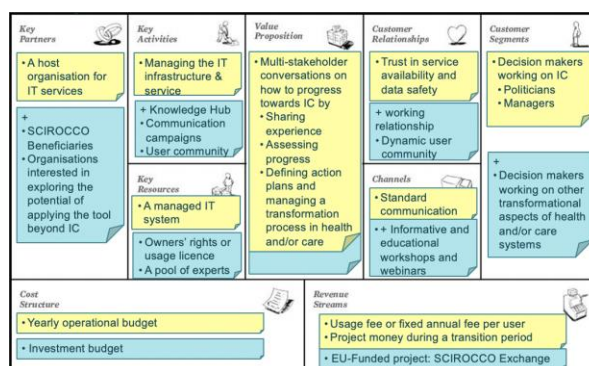 Key
Partners
• A host
organisation for
IT services
+
• SCIROCCO
Beneficiaries
• Organisations
interested in
exploring the
potential of
applying the tool
beyond IC
Key
Activities
• Managing the IT
infrastructure &
service
+ Knowledge Hub
• Communication
campaigns
• User community
Key
Resources
• A managed IT
system
• Owners' rights or
usage licence
• A pool of experts
Value
Proposition
• Multi-stakeholder
conversations on
how to progress
towards IC by
• Sharing
experience
• Assessing
progress
• Defining action
plans and
managing a
transformation
process in health
and/or care
Customer
Relationships
• Trust in service
availability and
data safety
+ working
relationship
• Dynamic user
community
Channels
• Standard
communication
• + Informative and
educational
workshops and
webinars
Customer
Segments
• Decision makers
working on IC
• Politicians
• Managers
+
• Decision makers
working on other
transformational
aspects of health
and/or care
systems
Cost
Structure
• Yearly operational budget
• Investment budget
Revenue
Streams
• Usage fee or fixed annual fee per user
• Project money during a transition period
• EU-Funded project: SCIROCCO Exchange